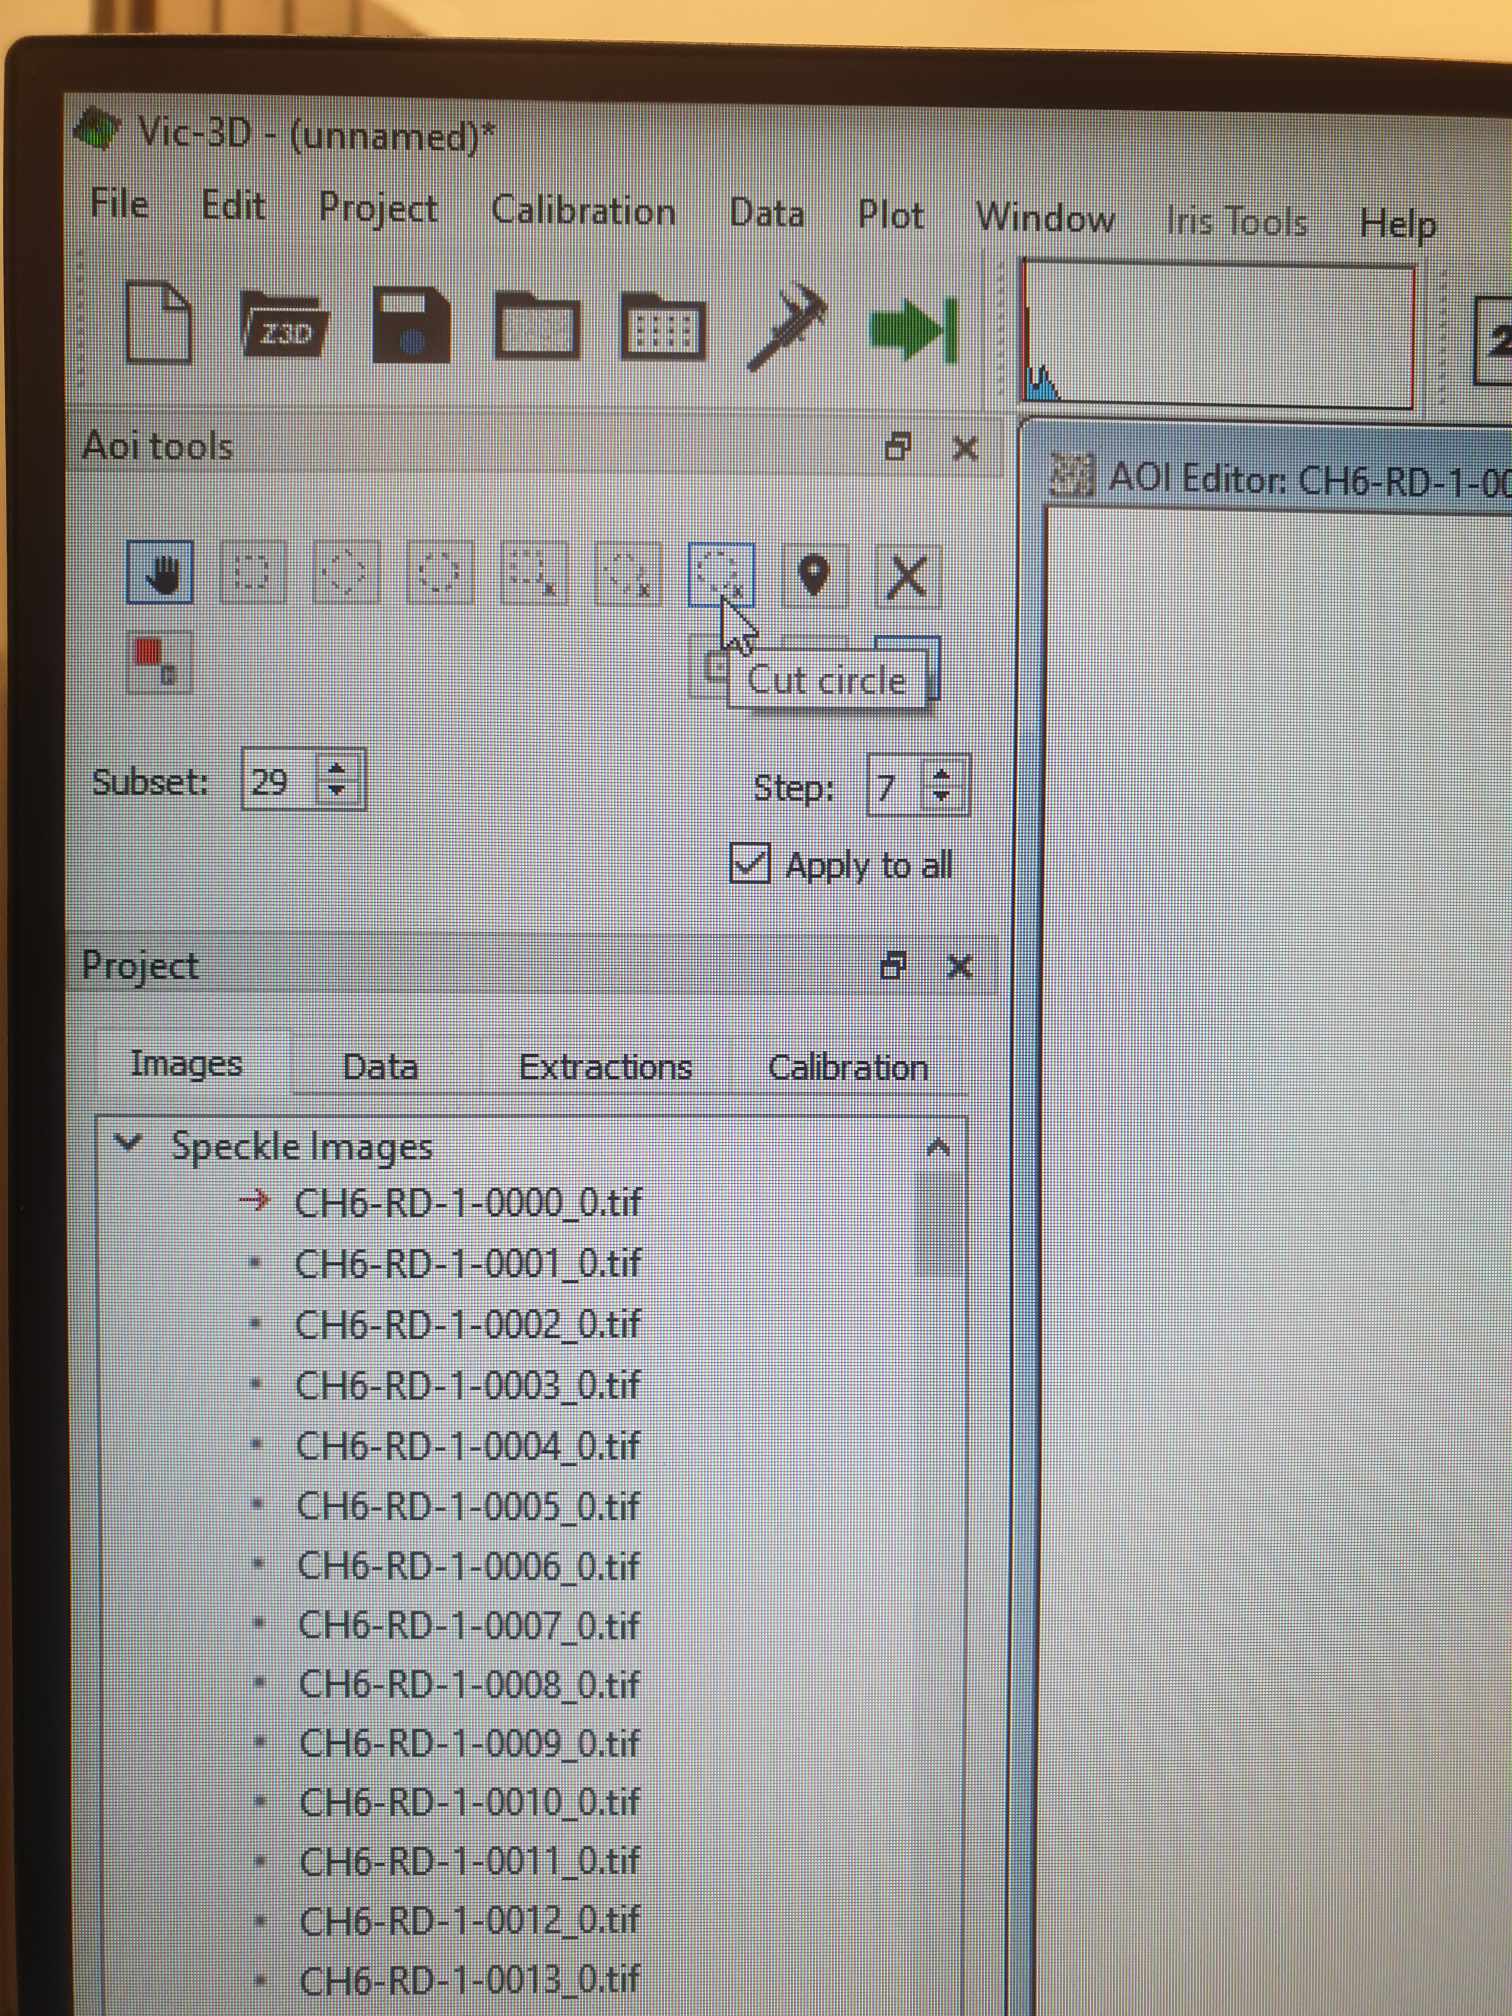 Vic-3D - (unnamed)*
File Edit Project Calibration Data Plot Window Iris Tools Help
Z3D
2
Aoi tools
AOI Editor: CH6-RD-1-00
Cut circle
Subset: 29 Step: 7
Apply to all
Project
Images Data Extractions Calibration
Speckle Images
CH6-RD-1-0000_0.tif
CH6-RD-1-0001_0.tif
CH6-RD-1-0002_0.tif
CH6-RD-1-0003_0.tif
CH6-RD-1-0004_0.tif
CH6-RD-1-0005_0.tif
CH6-RD-1-0006_0.tif
CH6-RD-1-0007_0.tif
CH6-RD-1-0008_0.tif
CH6-RD-1-0009_0.tif
CH6-RD-1-0010_0.tif
CH6-RD-1-0011_0.tif
CH6-RD-1-0012_0.tif
CH6-RD-1-0013_0.tif